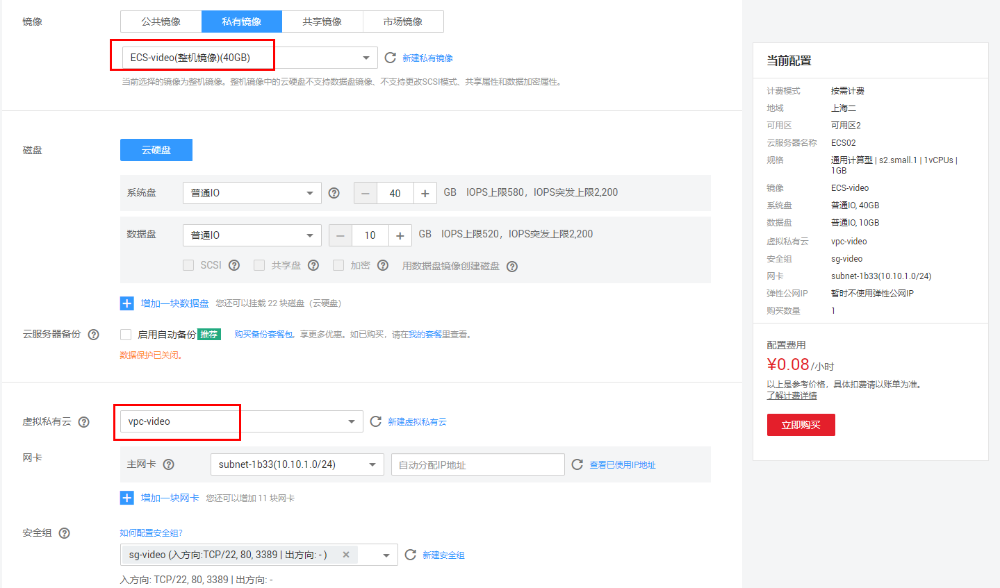 镜像
公共镜像 私有镜像 共享镜像 市场镜像
ECS-video(整机镜像)(40GB) 新建私有镜像
当前选择的镜像为整机镜像。整机镜像中的云硬盘不支持数据盘镜像、不支持更改SCSI模式、共享属性和数据加密属性。
磁盘 云硬盘
系统盘 普通IO ? − 40 + GB IOPS上限580，IOPS突发上限2,200
数据盘 普通IO − 10 + GB IOPS上限520，IOPS突发上限2,200
SCSI ? 共享盘 ? 加密 ? 用数据盘镜像创建磁盘 ?
+ 增加一块数据盘 您还可以挂载 22 块磁盘（云硬盘）
云服务器备份 ? 启用自动备份 推荐 购买备份套餐包，享更多优惠。如已购买，请在我的套餐里查看。
数据保护已关闭。
虚拟私有云 ? vpc-video 新建虚拟私有云
网卡 主网卡 ? subnet-1b33(10.10.1.0/24) 自动分配IP地址 查看已使用IP地址
+ 增加一块网卡 您还可以增加 11 块网卡
安全组 ? 如何配置安全组?
sg-video (入方向:TCP/22, 80, 3389 | 出方向: - ) × 新建安全组
入方向: TCP/22, 80, 3389 | 出方向: -
当前配置
计费模式 按需计费
地域 上海二
可用区 可用区2
云服务器名称 ECS02
规格 通用计算型 | s2.small.1 | 1vCPUs |
1GB
镜像 ECS-video
系统盘 普通IO, 40GB
数据盘 普通IO, 10GB
虚拟私有云 vpc-video
安全组 sg-video
网卡 subnet-1b33(10.10.1.0/24)
弹性公网IP 暂时不使用弹性公网IP
购买数量 1
配置费用
¥0.08/小时
以上是参考价格，具体扣费请以账单为准。
了解计费详情
立即购买